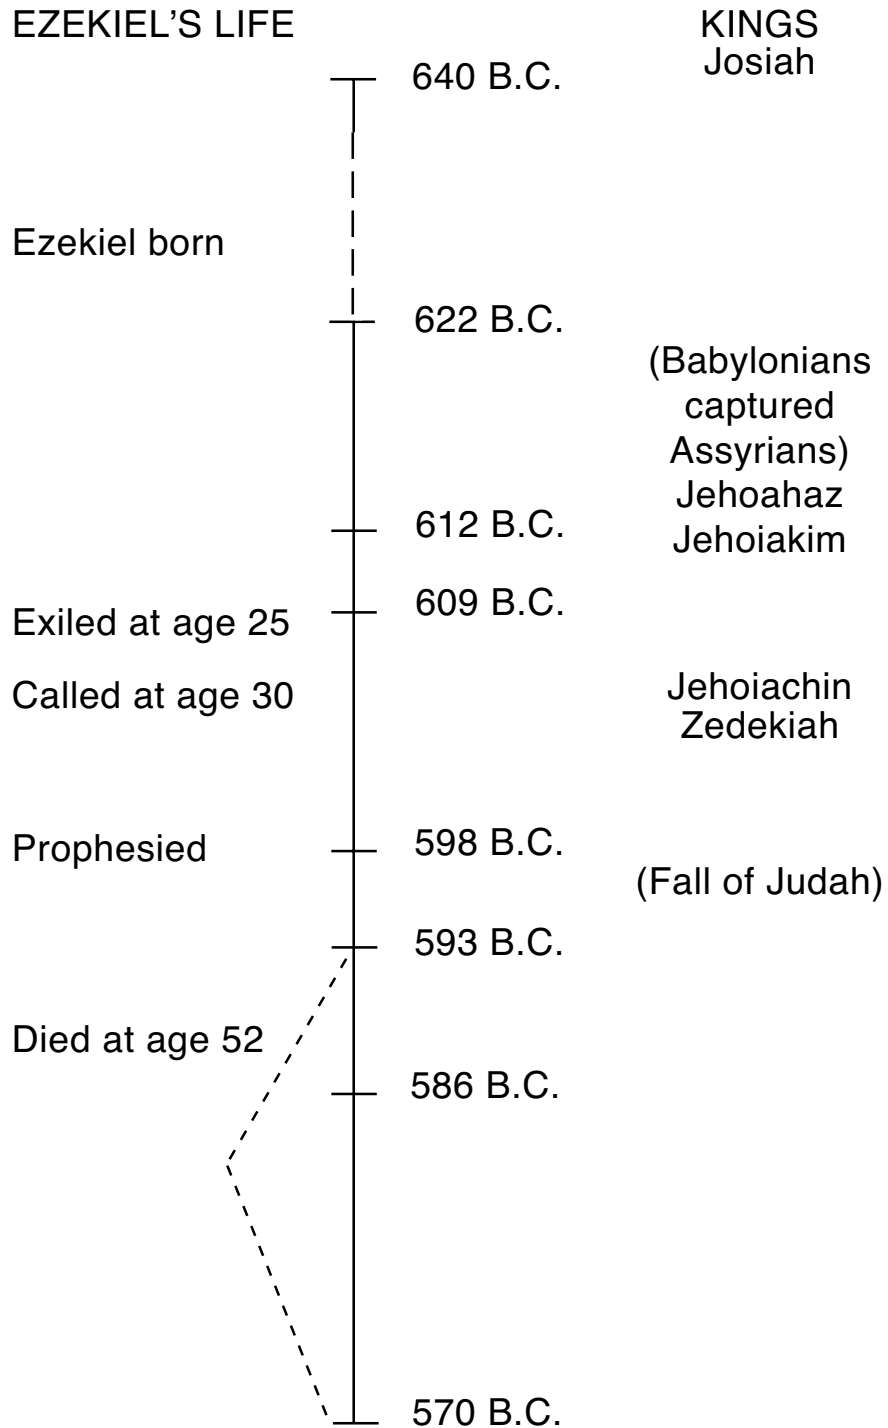 EZEKIEL'S LIFE
KINGS
Josiah
640 B.C.
Ezekiel born
622 B.C.
(Babylonians
captured
Assyrians)
Jehoahaz
612 B.C.
Jehoiakim
609 B.C.
Exiled at age 25
Called at age 30
Jehoiachin
Zedekiah
Prophesied
598 B.C.
(Fall of Judah)
593 B.C.
Died at age 52
586 B.C.
570 B.C.